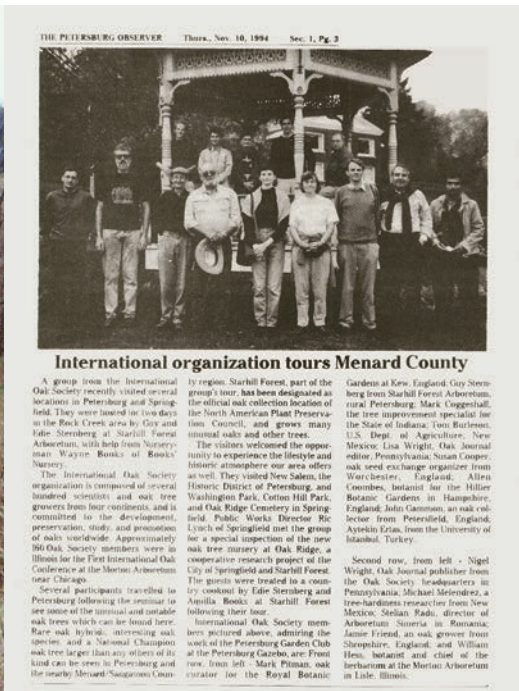 THE PETERSBURG OBSERVER Thurs., Nov. 10, 1994 Sec. 1, Pg. 3
International organization tours Menard County
A group from the International
Oak Society recently visited several
locations in Petersburg and Spring-
field. They were hosted for two days
in the Rock Creek area by Guy and
Edie Sternberg at Starhill Forest
Arboretum, with help from Nursery-
man Wayne Books of Books'
Nursery.
The International Oak Society
organization is composed of several
hundred scientists and oak tree
growers from four continents, and is
committed to the development,
preservation, study, and promotion
of oaks worldwide. Approximately
160 Oak Society members were in
Illinois for the First International Oak
Conference at the Morton Arboretum
near Chicago.
Several participants travelled to
Petersburg following the seminar to
see some of the unusual and notable
oak trees which can be found here.
Rare oak hybrids, interesting oak
species, and a National Champion
oak tree larger than any others of its
kind can be seen in Petersburg and
the nearby Menard/Sangamon Coun-
ty region. Starhill Forest, part of the
group's tour, has been designated as
the official oak collection location of
the North American Plant Preserva-
tion Council, and grows many
unusual oaks and other trees.
The visitors welcomed the oppor-
tunity to experience the lifestyle and
historic atmosphere our area offers
as well. They visited New Salem, the
Historic District of Petersburg, and
Washington Park, Cotton Hill Park,
and Oak Ridge Cemetery in Spring-
field. Public Works Director Ric
Lynch of Springfield met the group
for a special inspection of the new
oak tree nursery at Oak Ridge, a
cooperative research project of the
City of Springfield and Starhill Forest.
The guests were treated to a coun-
try cookout by Edie Sternberg and
Aquilla Books at Starhill Forest
following their tour.
International Oak Society mem-
bers pictured above, admiring the
work of the Petersburg Garden Club
at the Petersburg Gazebo, are: Front
row, from left - Mark Pitman, oak
curator for the Royal Botanic
Gardens at Kew, England; Guy Stern-
berg from Starhill Forest Arboretum,
rural Petersburg; Mark Coggeshall,
the tree improvement specialist for
the State of Indiana; Tom Burleson,
U.S. Dept. of Agriculture, New
Mexico; Lisa Wright, Oak Journal
editor, Pennsylvania; Susan Cooper,
oak seed exchange organizer from
Worchester, England; Allen
Coombes, botanist for the Hillier
Botanic Gardens in Hampshire,
England; John Gammon, an oak col-
lector from Petersfield, England;
Aytekin Ertas, from the University of
Istanbul, Turkey.
Second row, from left - Nigel
Wright, Oak Journal publisher from
the Oak Society headquarters in
Pennsylvania; Michael Melendrez, a
tree-hardiness researcher from New
Mexico; Stelian Radu, director of
Arboretum Simeria in Romania;
Jamie Friend, an oak grower from
Shropshire, England; and William
Hess, botanist and chief of the
herbarium at the Morton Arboretum
in Lisle, Illinois.